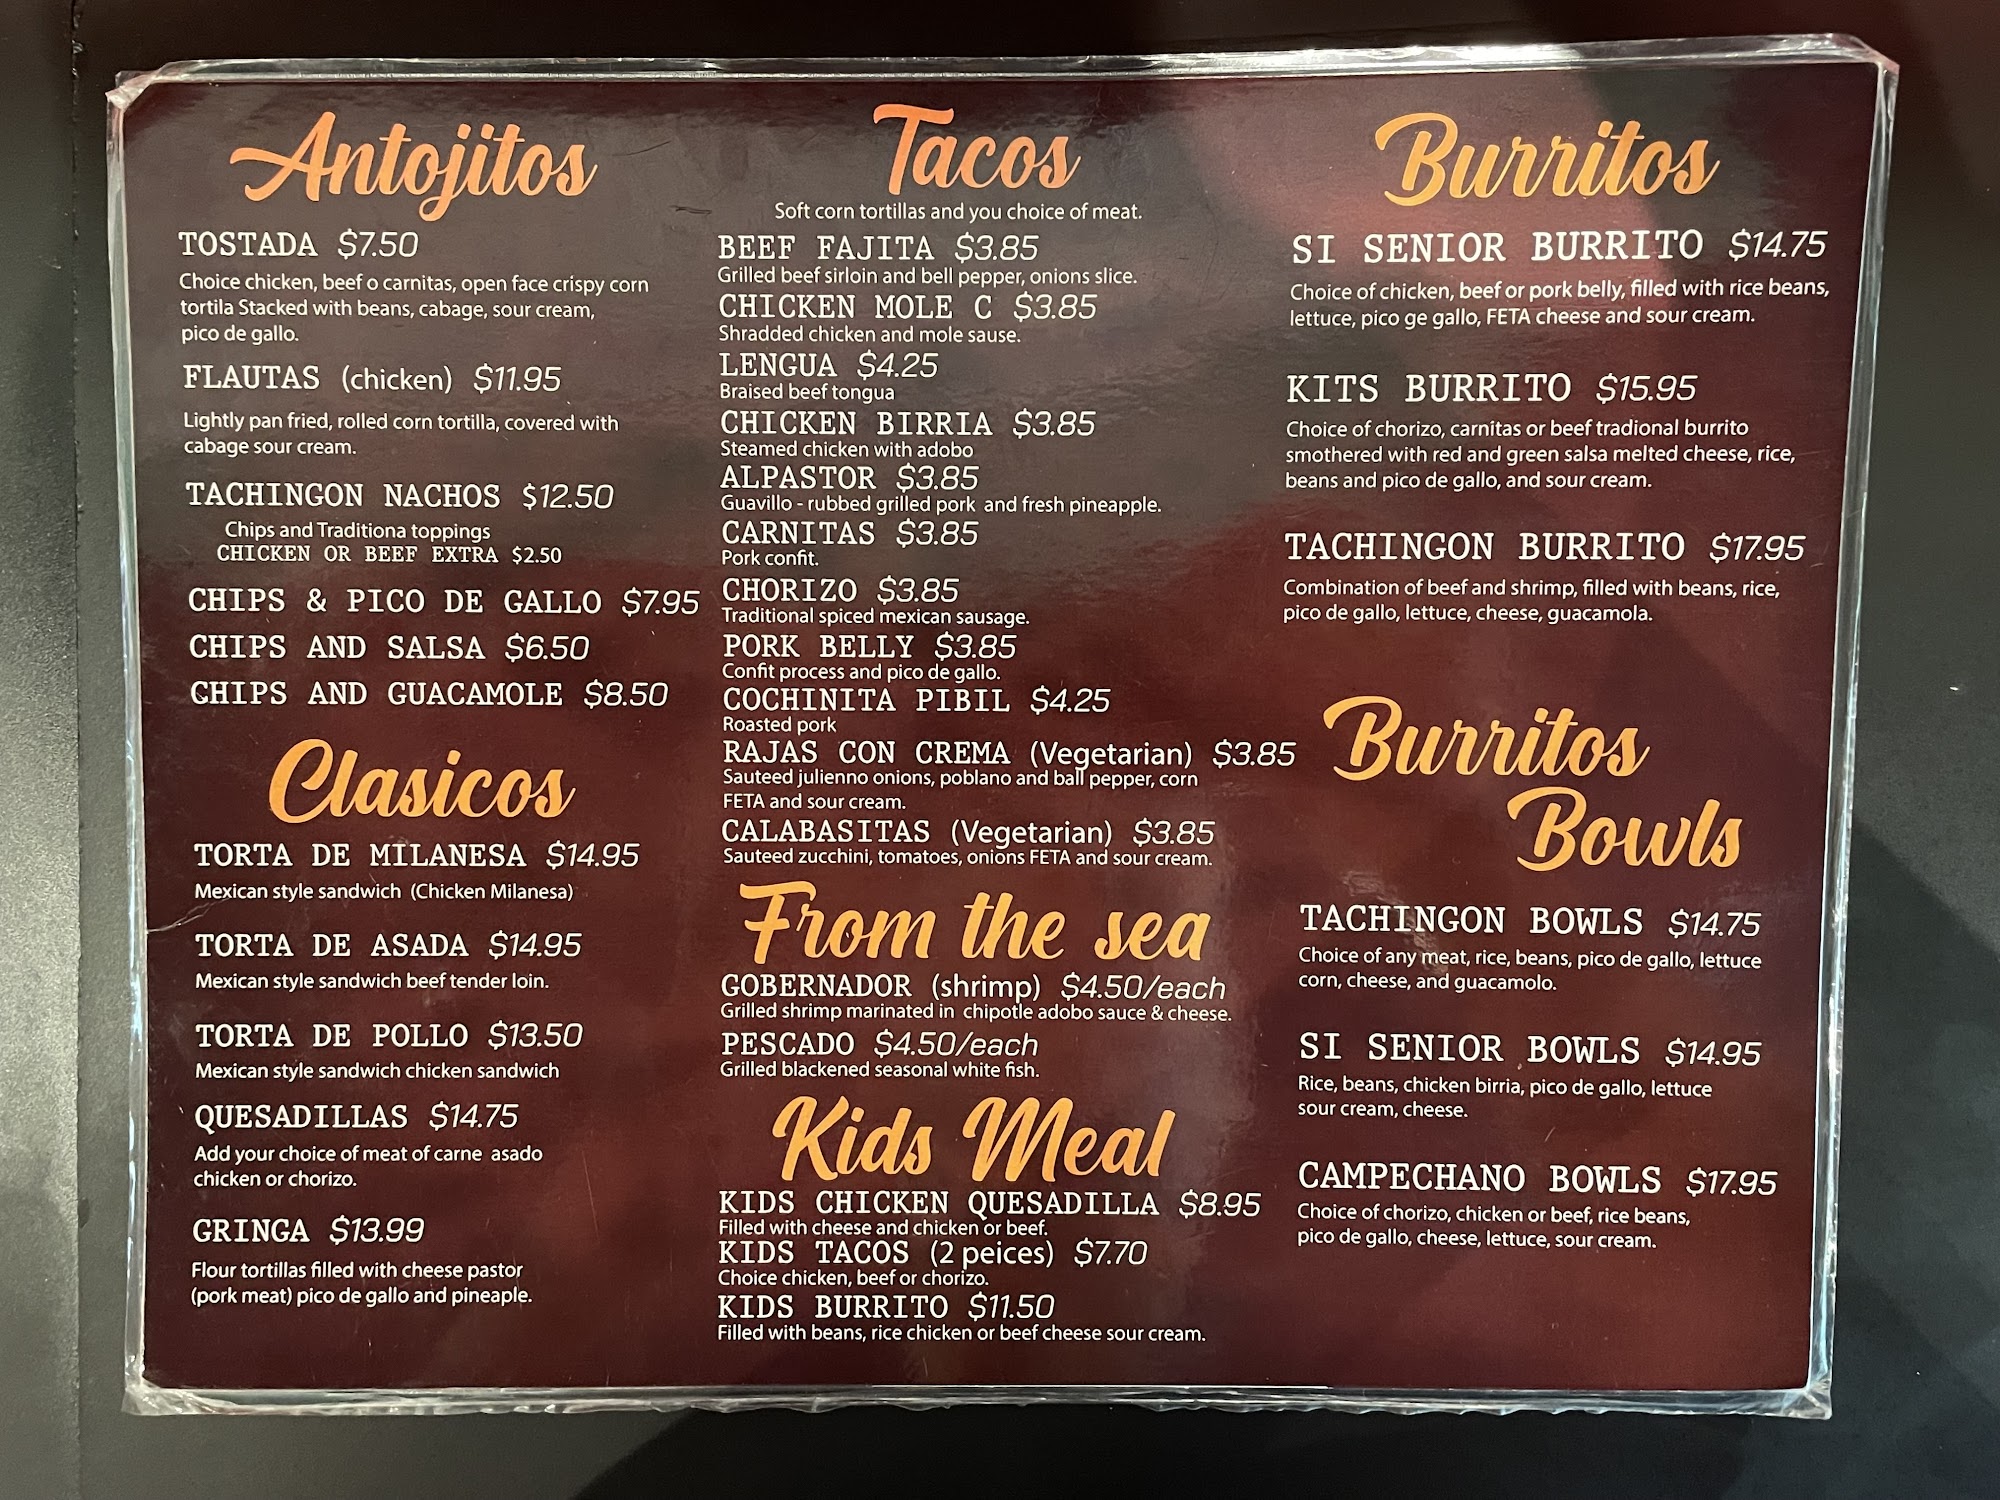 Antojitos
TOSTADA $7.50
Choice chicken, beef o carnitas, open face crispy corn
tortila Stacked with beans, cabage, sour cream,
pico de gallo.
FLAUTAS (chicken) $11.95
Lightly pan fried, rolled corn tortilla, covered with
cabage sour cream.
TACHINGON NACHOS $12.50
Chips and Traditiona toppings
CHICKEN OR BEEF EXTRA $2.50
CHIPS & PICO DE GALLO $7.95
CHIPS AND SALSA $6.50
CHIPS AND GUACAMOLE $8.50
Clasicos
TORTA DE MILANESA $14.95
Mexican style sandwich (Chicken Milanesa)
TORTA DE ASADA $14.95
Mexican style sandwich beef tender loin.
TORTA DE POLLO $13.50
Mexican style sandwich chicken sandwich
QUESADILLAS $14.75
Add your choice of meat of carne asado
chicken or chorizo.
GRINGA $13.99
Flour tortillas filled with cheese pastor
(pork meat) pico de gallo and pineaple.
Tacos
Soft corn tortillas and you choice of meat.
BEEF FAJITA $3.85
Grilled beef sirloin and bell pepper, onions slice.
CHICKEN MOLE C $3.85
Shradded chicken and mole sause.
LENGUA $4.25
Braised beef tongua
CHICKEN BIRRIA $3.85
Steamed chicken with adobo
ALPASTOR $3.85
Guavillo - rubbed grilled pork and fresh pineapple.
CARNITAS $3.85
Pork confit.
CHORIZO $3.85
Traditional spiced mexican sausage.
PORK BELLY $3.85
Confit process and pico de gallo.
COCHINITA PIBIL $4.25
Roasted pork
RAJAS CON CREMA (Vegetarian) $3.85
Sauteed julienno onions, poblano and ball pepper, corn
FETA and sour cream.
CALABASITAS (Vegetarian) $3.85
Sauteed zucchini, tomatoes, onions FETA and sour cream.
From the sea
GOBERNADOR (shrimp) $4.50/each
Grilled shrimp marinated in chipotle adobo sauce & cheese.
PESCADO $4.50/each
Grilled blackened seasonal white fish.
Kids Meal
KIDS CHICKEN QUESADILLA $8.95
Filled with cheese and chicken or beef.
KIDS TACOS (2 peices) $7.70
Choice chicken, beef or chorizo.
KIDS BURRITO $11.50
Filled with beans, rice chicken or beef cheese sour cream.
Burritos
SI SENIOR BURRITO $14.75
Choice of chicken, beef or pork belly, filled with rice beans,
lettuce, pico ge gallo, FETA cheese and sour cream.
KITS BURRITO $15.95
Choice of chorizo, carnitas or beef tradional burrito
smothered with red and green salsa melted cheese, rice,
beans and pico de gallo, and sour cream.
TACHINGON BURRITO $17.95
Combination of beef and shrimp, filled with beans, rice,
pico de gallo, lettuce, cheese, guacamola.
Burritos
Bowls
TACHINGON BOWLS $14.75
Choice of any meat, rice, beans, pico de gallo, lettuce
corn, cheese, and guacamolo.
SI SENIOR BOWLS $14.95
Rice, beans, chicken birria, pico de gallo, lettuce
sour cream, cheese.
CAMPECHANO BOWLS $17.95
Choice of chorizo, chicken or beef, rice beans,
pico de gallo, cheese, lettuce, sour cream.